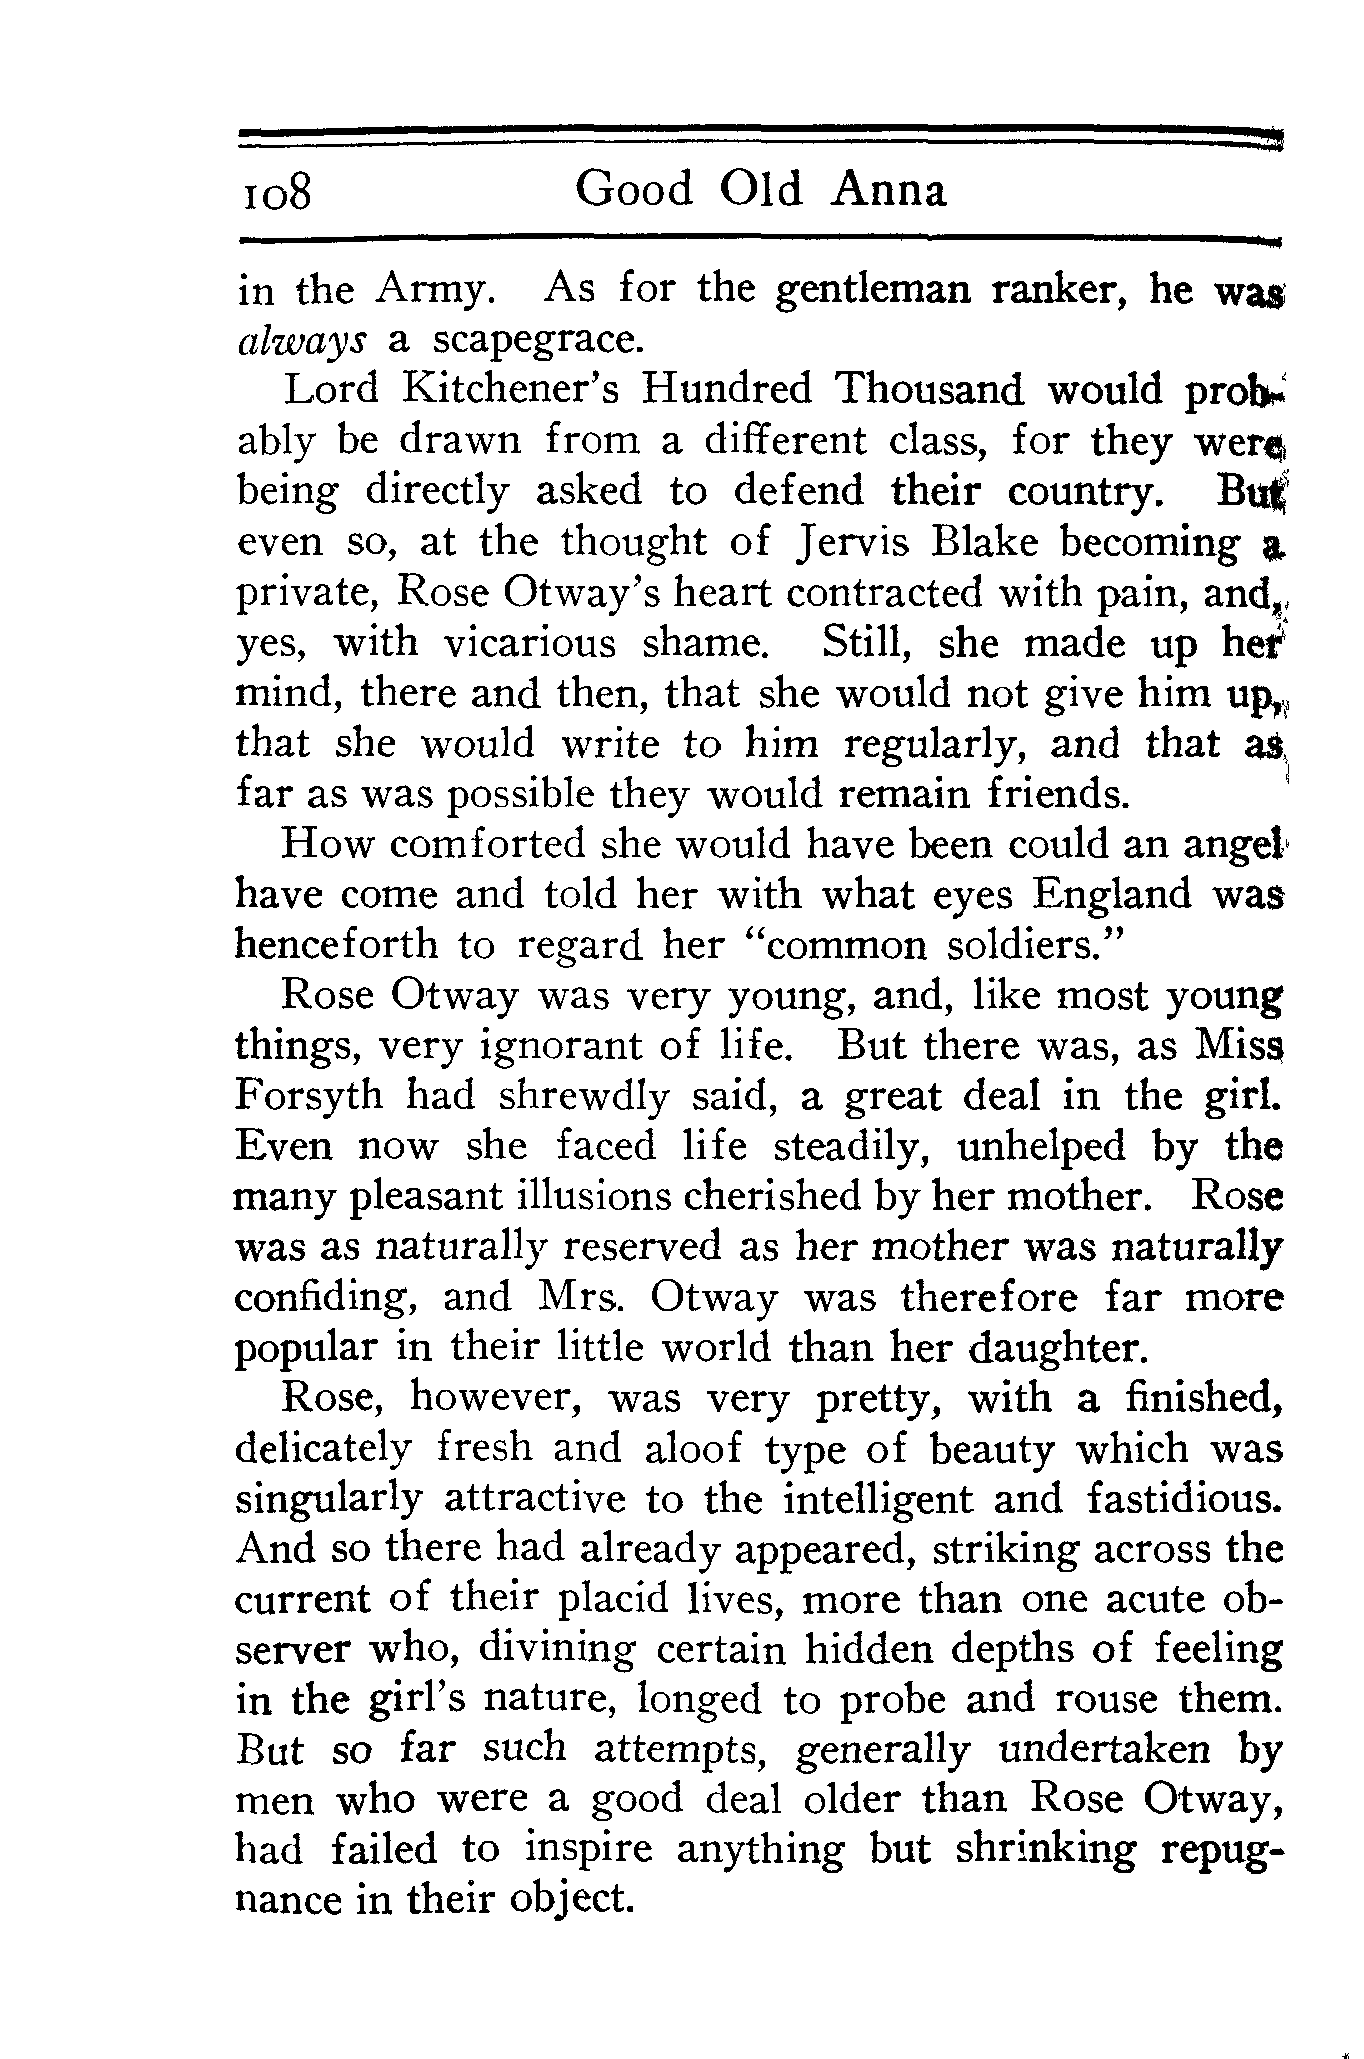 108 Good Old Anna
in the Army. As for the gentleman ranker, he was
always a scapegrace.
Lord Kitchener's Hundred Thousand would prob-
ably be drawn from a different class, for they were
being directly asked to defend their country. But
even so, at the thought of Jervis Blake becoming a
private, Rose Otway's heart contracted with pain, and,
yes, with vicarious shame. Still, she made up her
mind, there and then, that she would not give him up,
that she would write to him regularly, and that as
far as was possible they would remain friends.
How comforted she would have been could an angel
have come and told her with what eyes England was
henceforth to regard her "common soldiers."
Rose Otway was very young, and, like most young
things, very ignorant of life. But there was, as Miss
Forsyth had shrewdly said, a great deal in the girl.
Even now she faced life steadily, unhelped by the
many pleasant illusions cherished by her mother. Rose
was as naturally reserved as her mother was naturally
confiding, and Mrs. Otway was therefore far more
popular in their little world than her daughter.
Rose, however, was very pretty, with a finished,
delicately fresh and aloof type of beauty which was
singularly attractive to the intelligent and fastidious.
And so there had already appeared, striking across the
current of their placid lives, more than one acute ob-
server who, divining certain hidden depths of feeling
in the girl's nature, longed to probe and rouse them.
But so far such attempts, generally undertaken by
men who were a good deal older than Rose Otway,
had failed to inspire anything but shrinking repug-
nance in their object.